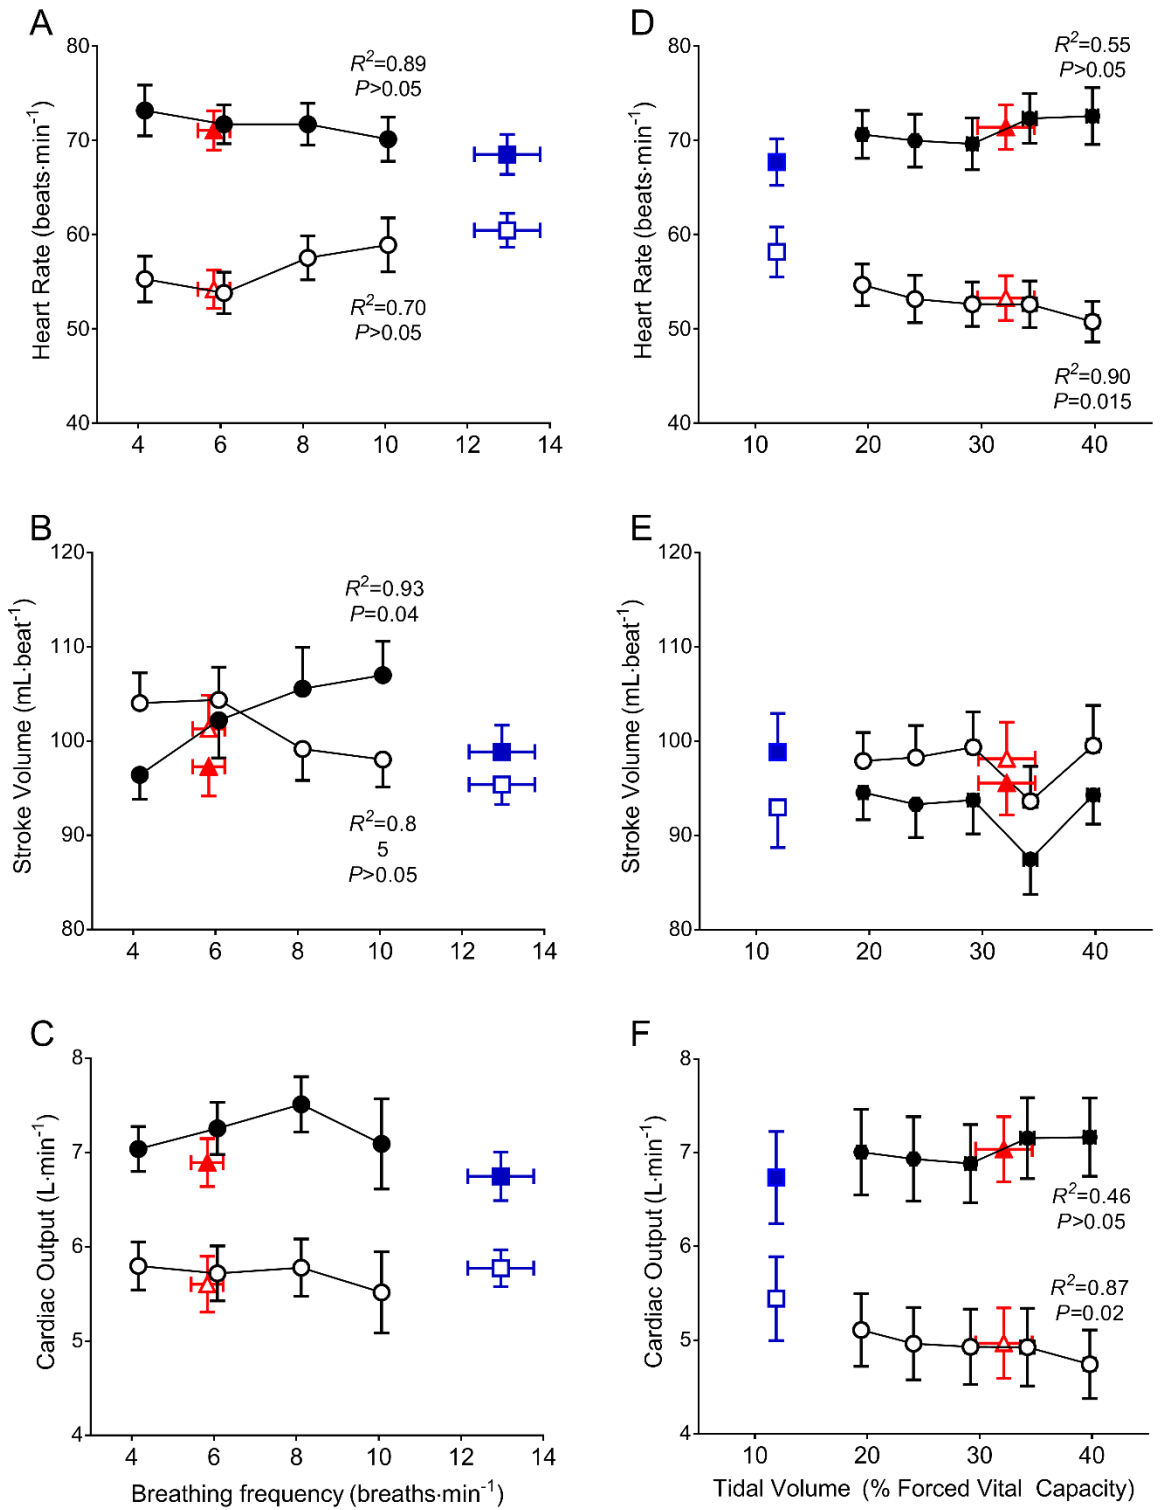 A
80
70
60
50
40
Heart Rate (beats·min⁻¹)
R²=0.89
P>0.05
R²=0.70
P>0.05
4 6 8 10 12 14
D
80
70
60
50
40
Heart Rate (beats·min⁻¹)
R²=0.55
P>0.05
R²=0.90
P=0.015
10 20 30 40
B
120
110
100
90
80
Stroke Volume (mL·beat⁻¹)
R²=0.93
P=0.04
R²=0.8
5
P>0.05
4 6 8 10 12 14
E
120
110
100
90
80
Stroke Volume (mL·beat⁻¹)
10 20 30 40
C
8
7
6
5
4
Cardiac Output (L·min⁻¹)
4 6 8 10 12 14
Breathing frequency (breaths·min⁻¹)
F
8
7
6
5
4
Cardiac Output (L·min⁻¹)
R²=0.46
P>0.05
R²=0.87
P=0.02
10 20 30 40
Tidal Volume (% Forced Vital Capacity)